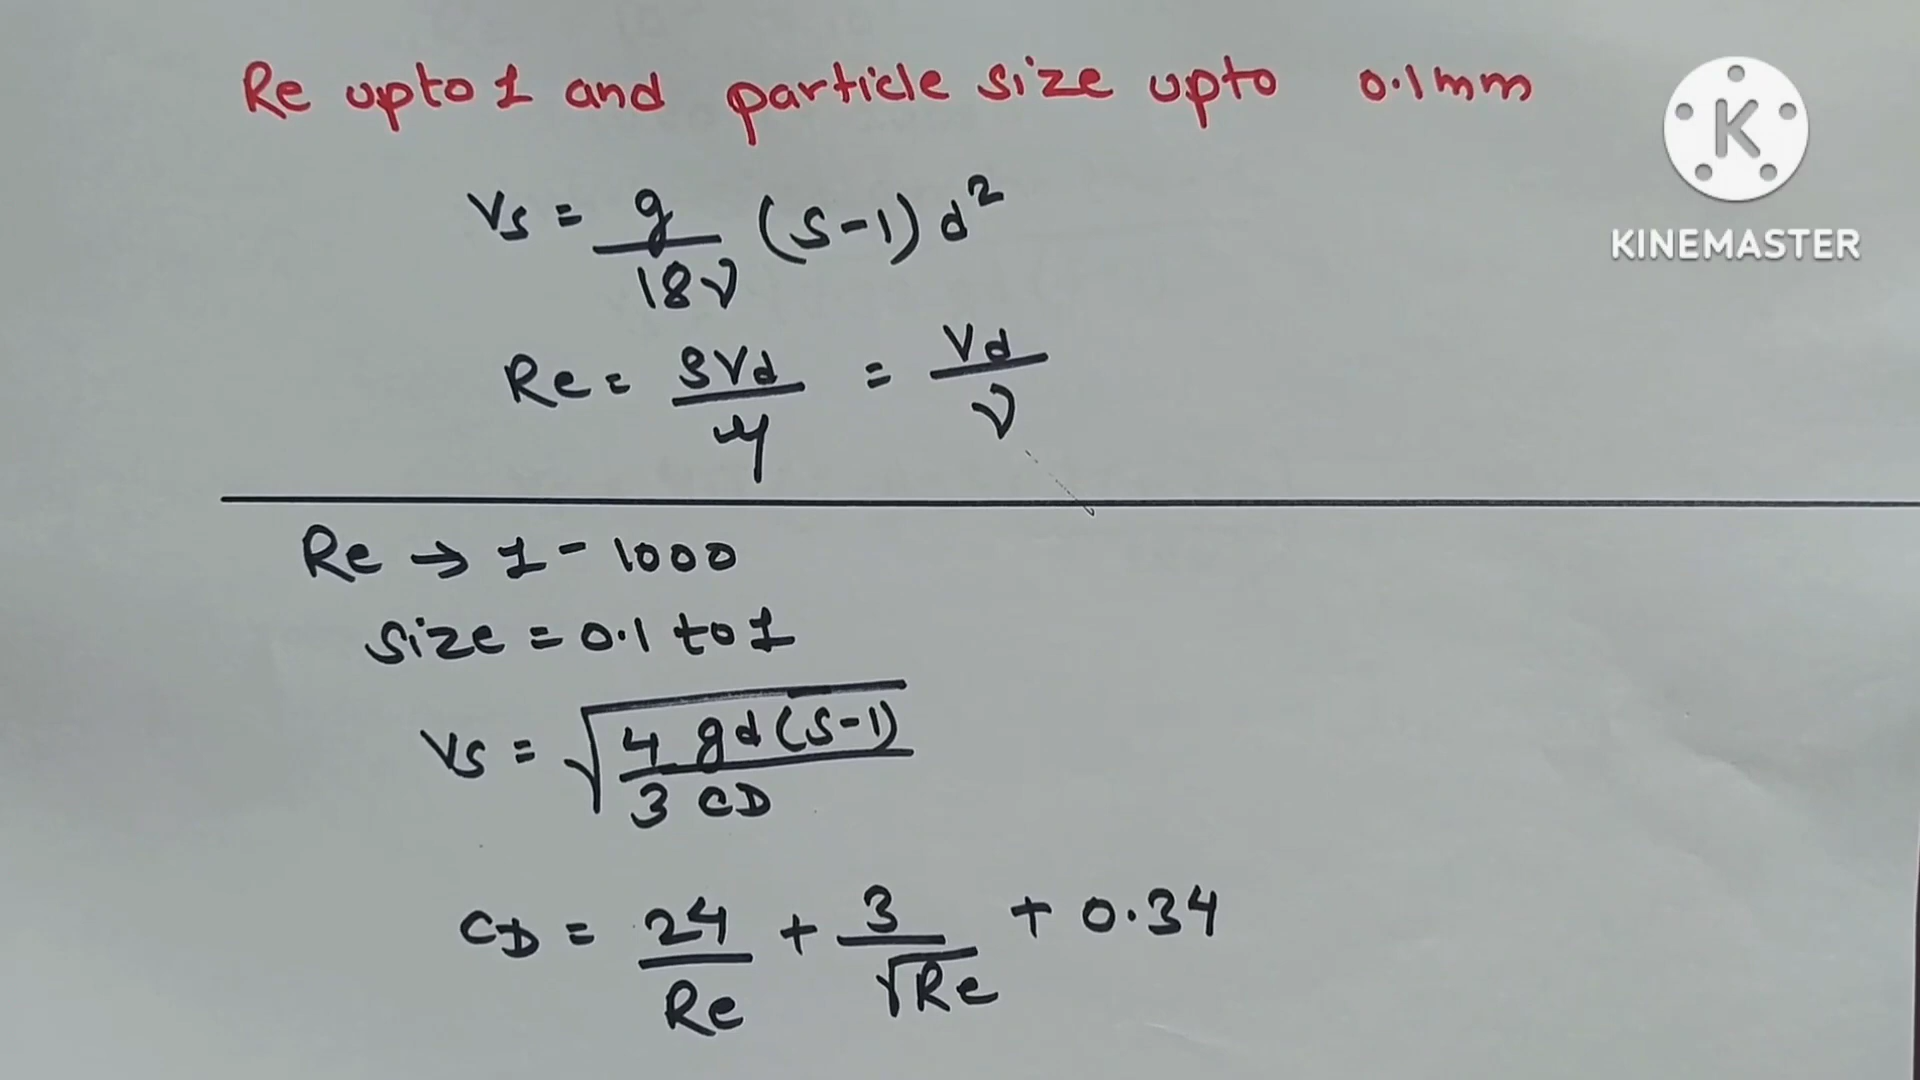 Re upto 1 and particle size upto 0.1mm
K
KINEMASTER
Vs = g/18ν (S-1) d²
Re = ρVd/μ = Vd/ν
Re → 1 - 1000
Size = 0.1 to 1
Vs = √(4/3 gd(S-1)/CD)
CD = 24/Re + 3/√Re + 0.34